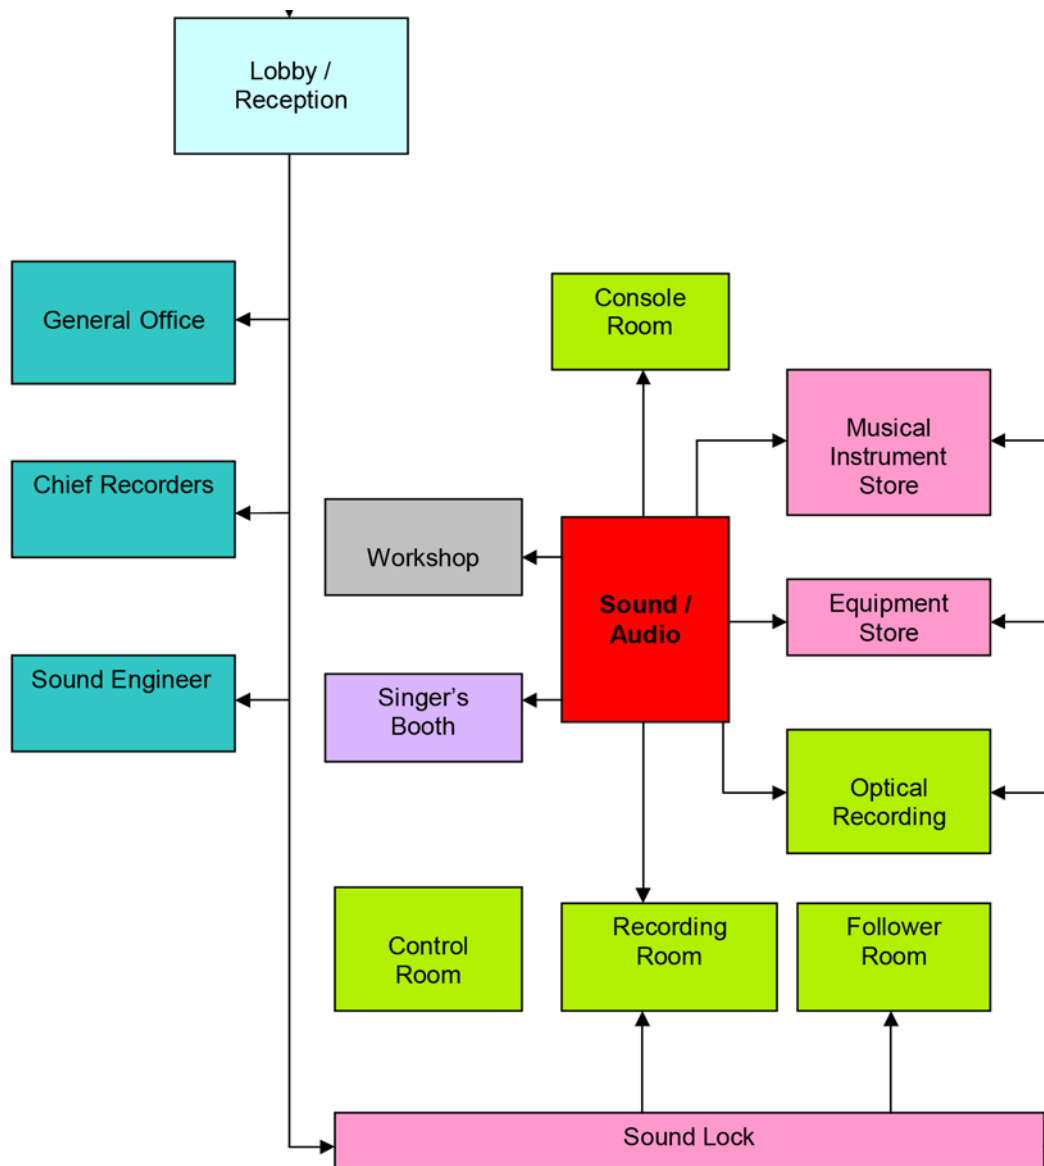 Lobby /
Reception
General Office
Console
Room
Musical
Instrument
Store
Chief Recorders
Workshop
Sound /
Audio
Equipment
Store
Sound Engineer
Singer's
Booth
Optical
Recording
Control
Room
Recording
Room
Follower
Room
Sound Lock